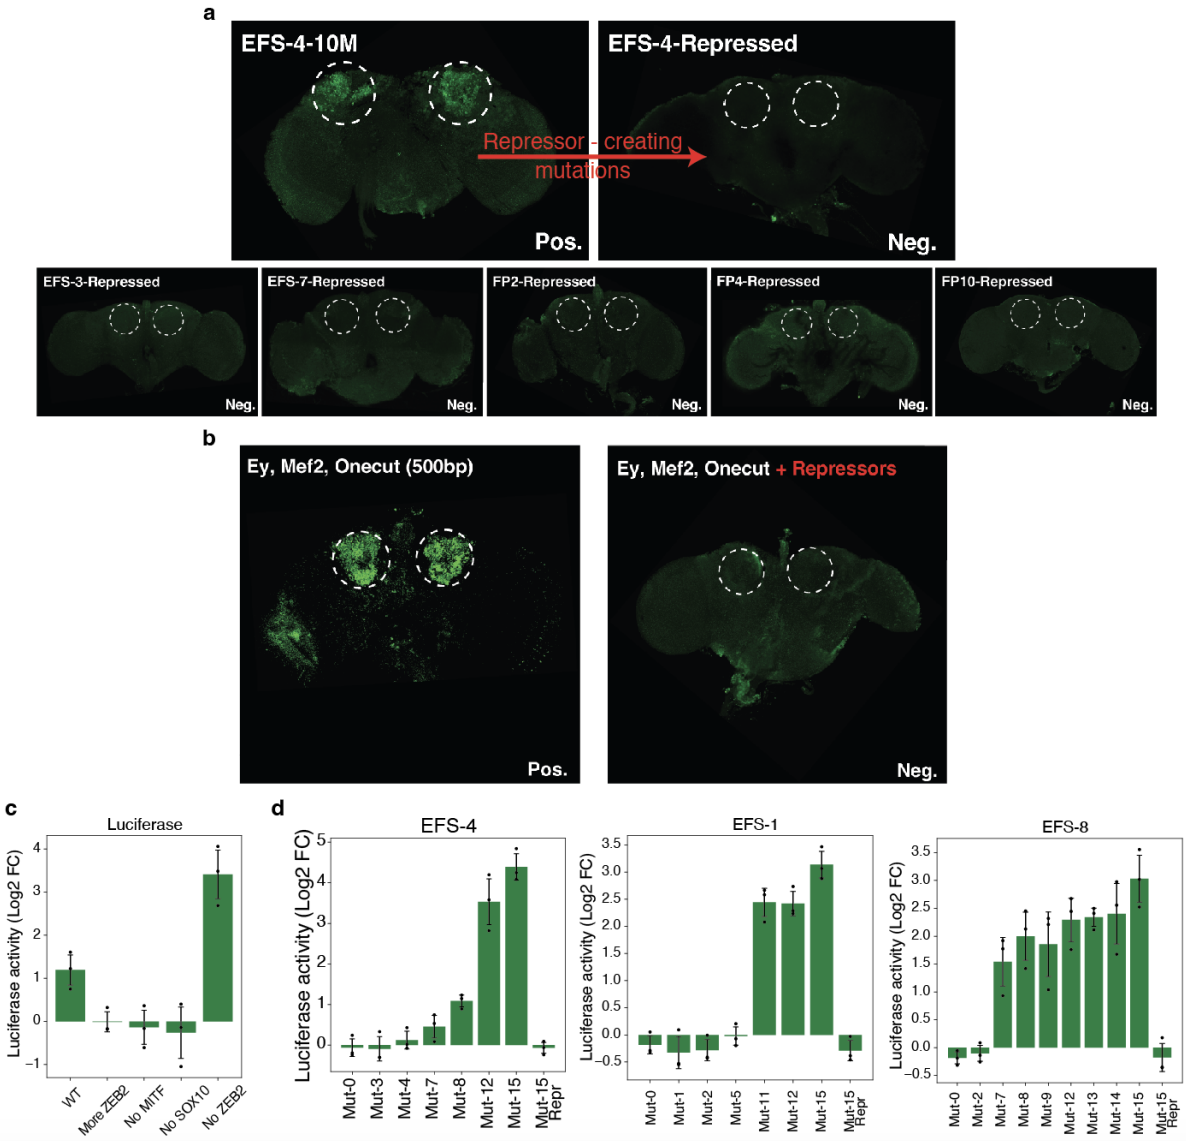 a
EFS-4-10M
EFS-4-Repressed
Repressor - creating
mutations
Pos.
Neg.
EFS-3-Repressed
EFS-7-Repressed
FP2-Repressed
FP4-Repressed
FP10-Repressed
Neg.
Neg.
Neg.
Neg.
Neg.
b
Ey, Mef2, Onecut (500bp)
Ey, Mef2, Onecut + Repressors
Pos.
Neg.
c
Luciferase
Luciferase activity (Log2 FC)
4
3
2
1
0
−1
WT
More ZEB2
No MITF
No SOX10
No ZEB2
d
EFS-4
Luciferase activity (Log2 FC)
5
4
3
2
1
0
Mut-0
Mut-3
Mut-4
Mut-7
Mut-8
Mut-12
Mut-15
Mut-15
Repr
EFS-1
Luciferase activity (Log2 FC)
3.5
3.0
2.5
2.0
1.5
1.0
0.5
0.0
−0.5
Mut-0
Mut-1
Mut-2
Mut-5
Mut-11
Mut-12
Mut-15
Mut-15
Repr
EFS-8
Luciferase activity (Log2 FC)
3.5
3.0
2.5
2.0
1.5
1.0
0.5
0.0
−0.5
Mut-0
Mut-2
Mut-7
Mut-8
Mut-9
Mut-12
Mut-13
Mut-14
Mut-15
Mut-15
Repr